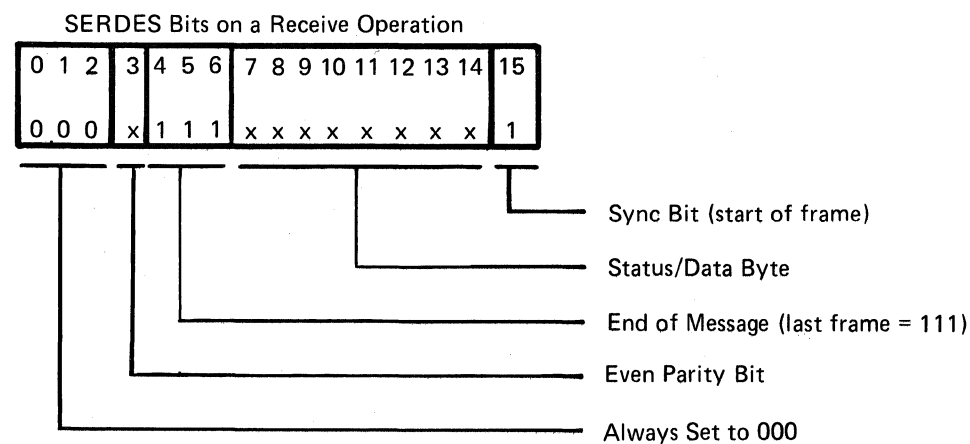 SERDES Bits on a Receive Operation
0 1 2 3 4 5 6 7 8 9 10 11 12 13 14 15
0 0 0 x 1 1 1 x x x x x x x x 1
Sync Bit (start of frame)
Status/Data Byte
End of Message (last frame = 111)
Even Parity Bit
Always Set to 000